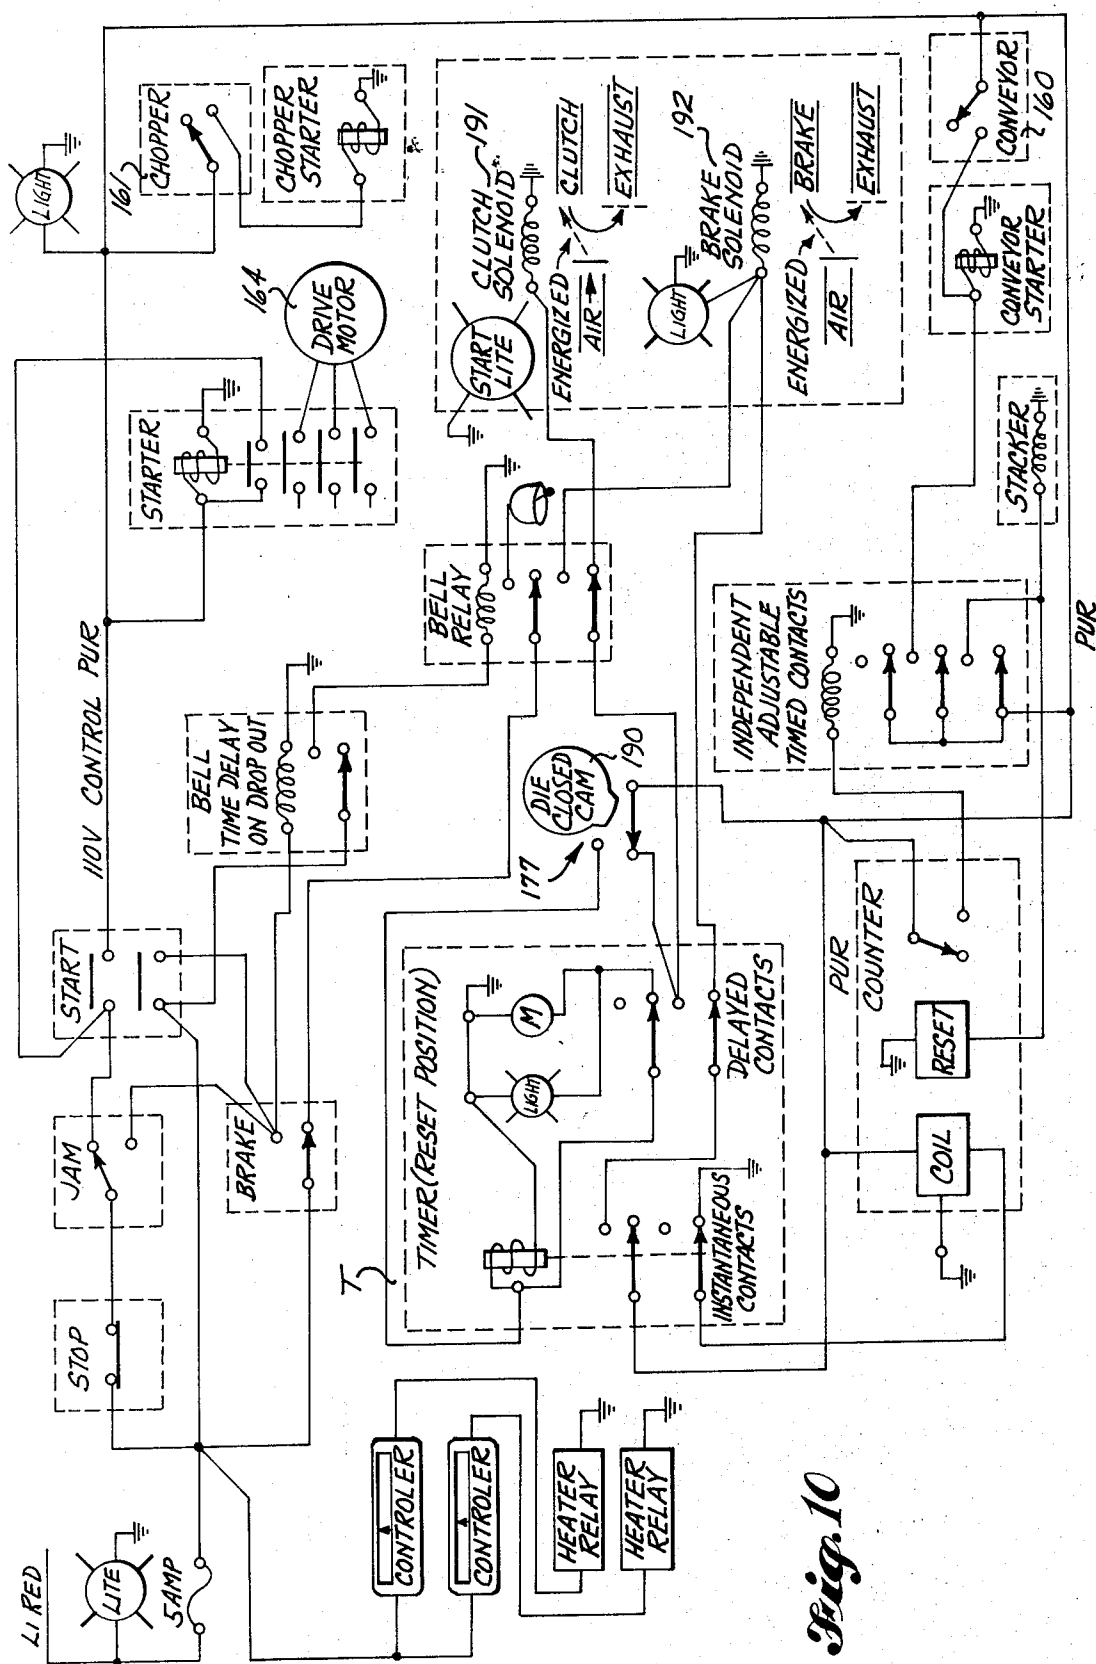 L1 RED
LITE
5AMP
STOP
JAM
START
110V CONTROL PUR
STARTER
164
DRIVE
MOTOR
LIGHT
161
CHOPPER
CHOPPER
STARTER
BRAKE
BELL
TIME DELAY
ON DROP OUT
BELL
RELAY
START
LITE
CLUTCH
SOLENOID
191
ENERGIZED
AIR
CLUTCH
EXHAUST
LIGHT
BRAKE
SOLENOID
192
ENERGIZED
AIR
BRAKE
EXHAUST
CONTROLER
CONTROLER
HEATER
RELAY
HEATER
RELAY
T
TIMER (RESET POSITION)
LIGHT
M
INSTANTANEOUS
CONTACTS
DELAYED
CONTACTS
177
DIE
CLOSED
CAM
190
INDEPENDENT
ADJUSTABLE
TIMED CONTACTS
STACKER
CONVEYOR
STARTER
CONVEYOR
160
PUR
COUNTER
COIL
RESET
PUR
Fig. 10